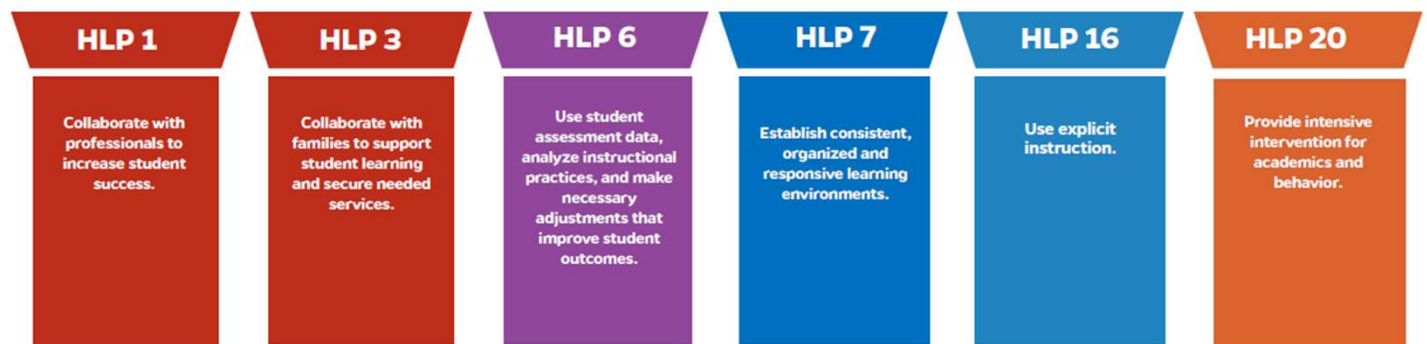 HLP 1
Collaborate with
professionals to
increase student
success.
HLP 3
Collaborate with
families to support
student learning
and secure needed
services.
HLP 6
Use student
assessment data,
analyze instructional
practices, and make
necessary
adjustments that
improve student
outcomes.
HLP 7
Establish consistent,
organized and
responsive learning
environments.
HLP 16
Use explicit
instruction.
HLP 20
Provide intensive
intervention for
academics and
behavior.